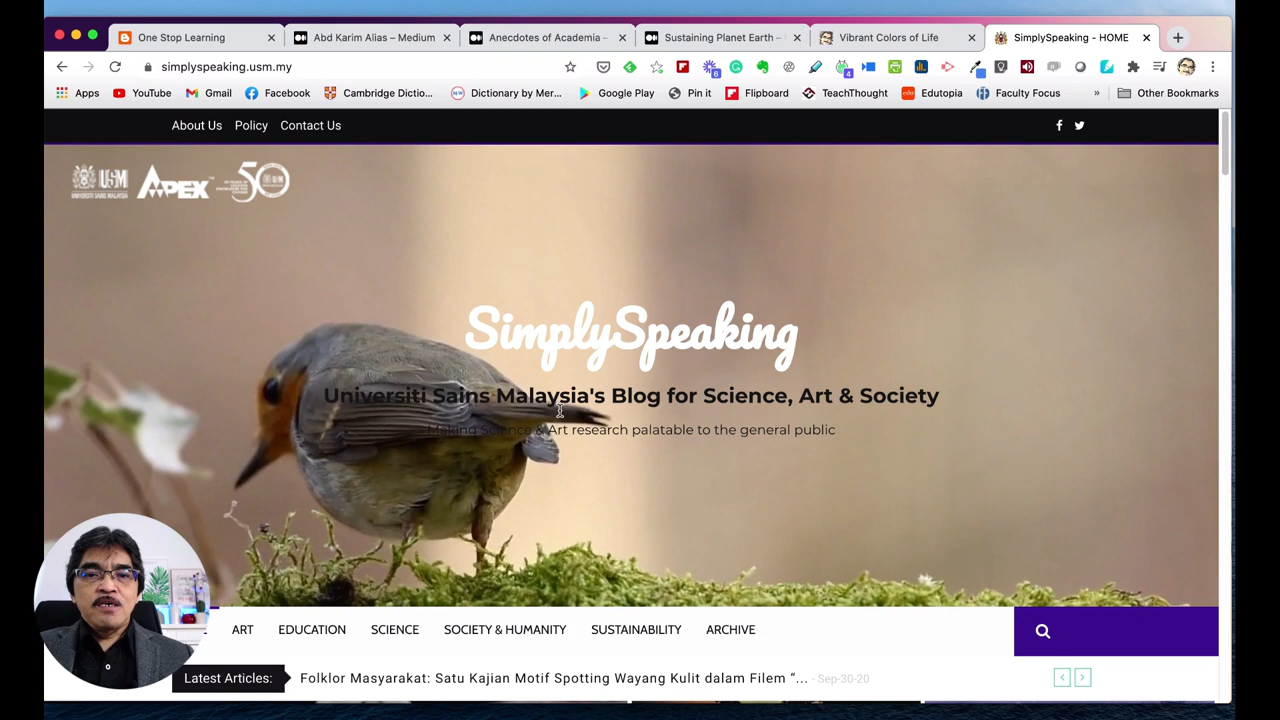 One Stop Learning
Abd Karim Alias – Medium
Anecdotes of Academia –
Sustaining Planet Earth –
Vibrant Colors of Life
SimplySpeaking - HOME
simplyspeaking.usm.my
6
4
Apps
YouTube
Gmail
Facebook
Cambridge Dictio...
Dictionary by Mer...
Google Play
Pin it
Flipboard
TeachThought
Edutopia
Faculty Focus
»
Other Bookmarks
About Us Policy Contact Us
USM APEX 50
SimplySpeaking
Universiti Sains Malaysia's Blog for Science, Art & Society
Making Science & Art research palatable to the general public
ART EDUCATION SCIENCE SOCIETY & HUMANITY SUSTAINABILITY ARCHIVE
Latest Articles: Folklor Masyarakat: Satu Kajian Motif Spotting Wayang Kulit dalam Filem “... - Sep-30-20